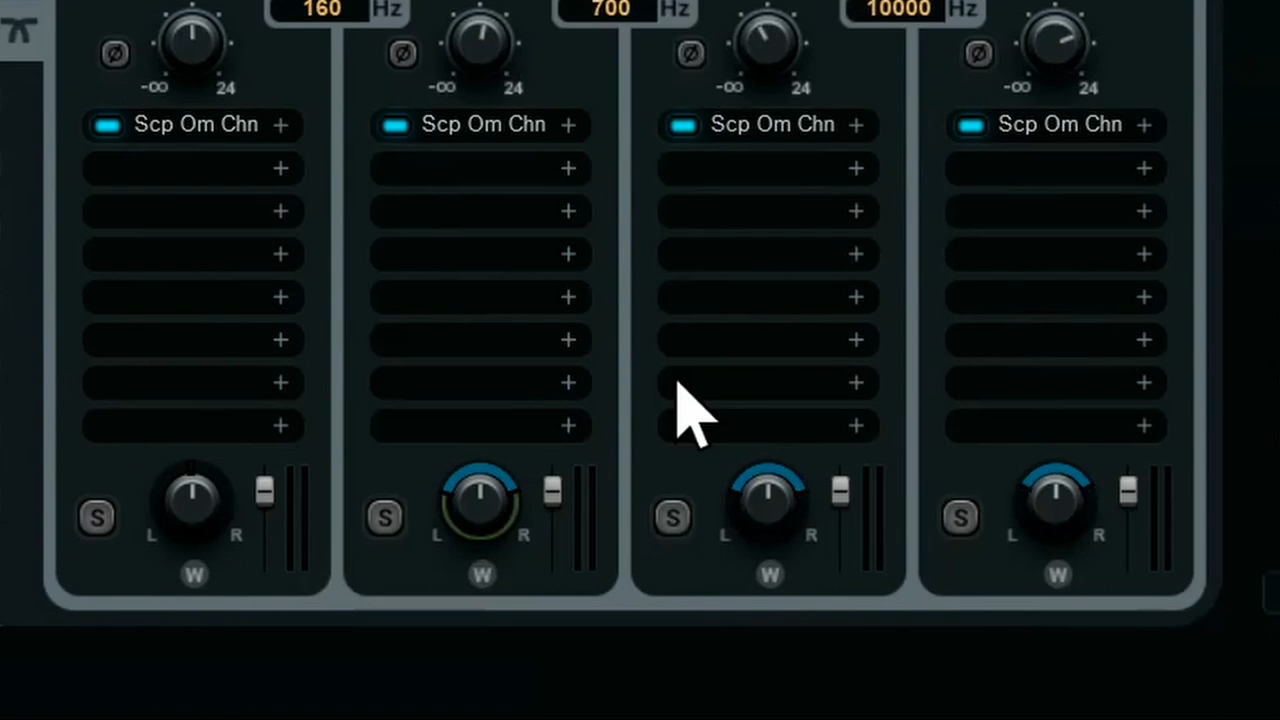 160 Hz 700 Hz 10000 Hz
Ø Ø Ø Ø
-∞ 24 -∞ 24 -∞ 24 -∞ 24
Scp Om Chn + Scp Om Chn + Scp Om Chn + Scp Om Chn +
+ + + +
+ + + +
+ + + +
+ + + +
+ + + +
+ + + +
+ + + +
S S S S
L R L R L R L R
W W W W